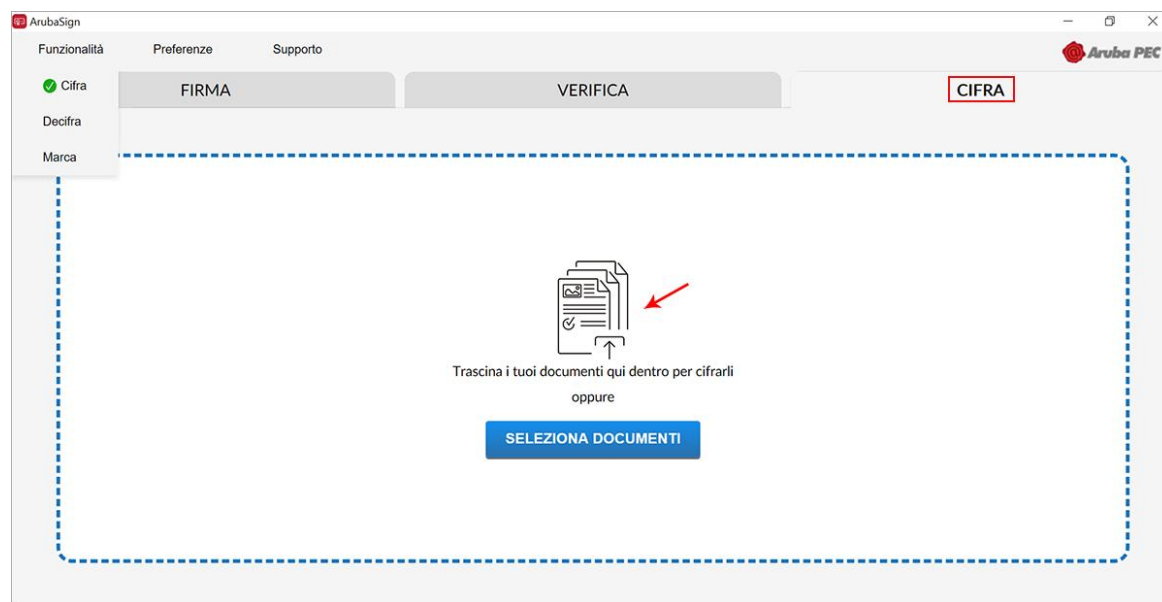 ArubaSign
Funzionalità Preferenze Supporto
Aruba PEC
Cifra
Decifra
Marca
FIRMA VERIFICA CIFRA
Trascina i tuoi documenti qui dentro per cifrarli
oppure
SELEZIONA DOCUMENTI